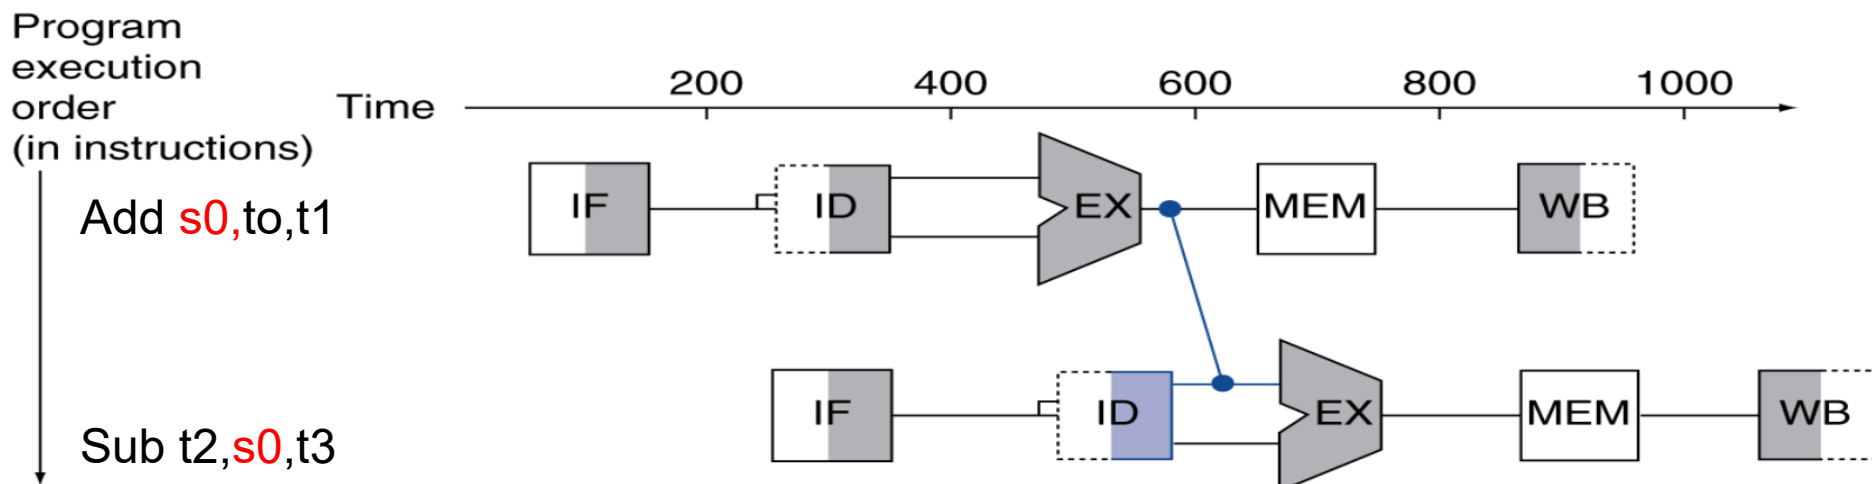 Program
execution
order
(in instructions)
Time
200 400 600 800 1000
Add s0,to,t1
IF ID EX MEM WB
Sub t2,s0,t3
IF ID EX MEM WB